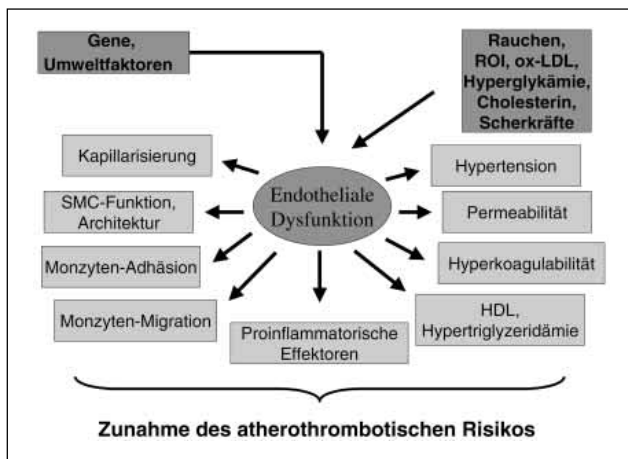 Gene,
Umweltfaktoren
Rauchen,
ROI, ox-LDL,
Hyperglykämie,
Cholesterin,
Scherkräfte
Kapillarisierung
SMC-Funktion,
Architektur
Monzyten-Adhäsion
Monzyten-Migration
Endotheliale
Dysfunktion
Proinflammatorische
Effektoren
Hypertension
Permeabilität
Hyperkoagulabilität
HDL,
Hypertriglyzeridämie
Zunahme des atherothrombotischen Risikos